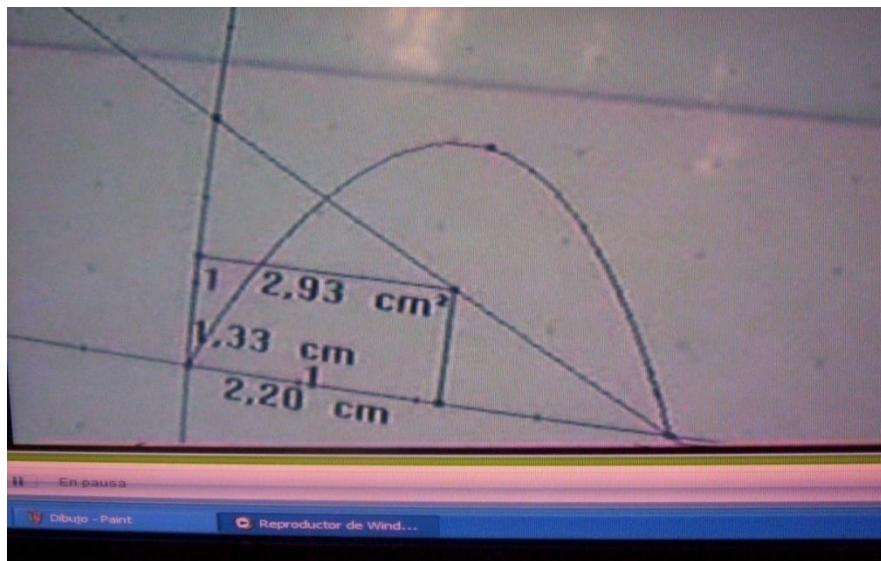 1
2,93 cm²
1,33 cm
1
2,20 cm
En pausa
Dibujo - Paint
Reproductor de Wind...